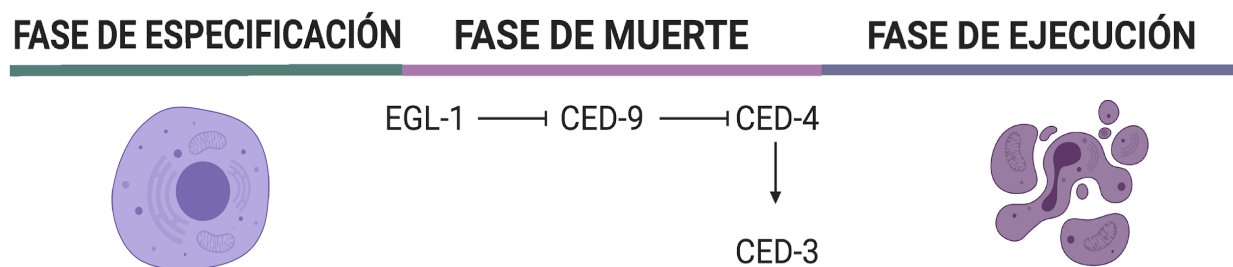 FASE DE ESPECIFICACIÓN FASE DE MUERTE FASE DE EJECUCIÓN
EGL-1 CED-9 CED-4
CED-3